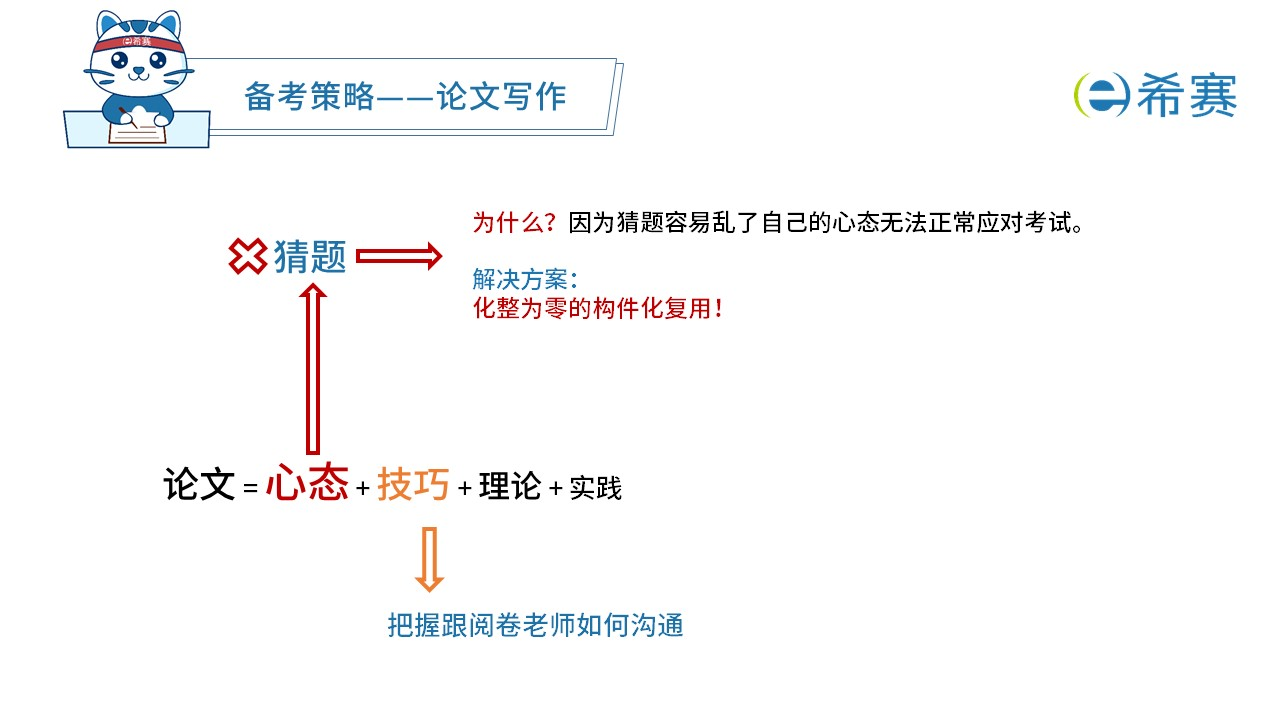 希赛
备考策略——论文写作
希赛
为什么？因为猜题容易乱了自己的心态无法正常应对考试。
猜题
解决方案：
化整为零的构件化复用！
论文 = 心态 + 技巧 + 理论 + 实践
把握跟阅卷老师如何沟通